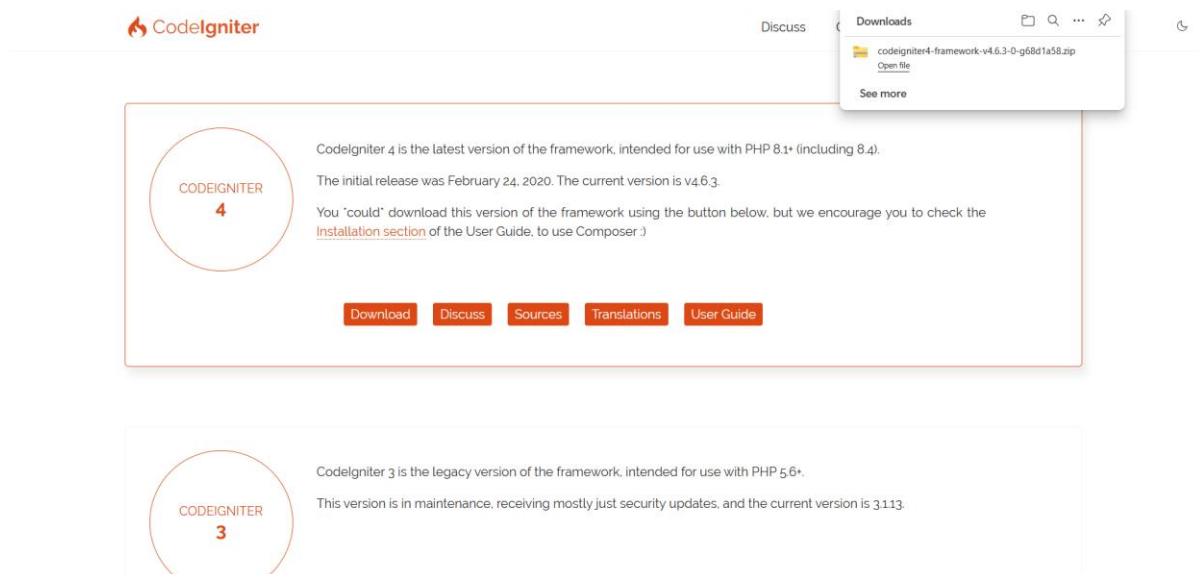 CodeIgniter
Discuss
Downloads
codeigniter4-framework-v4.6.3-0-g68d1a58.zip
Open file
See more
CODEIGNITER
4
CodeIgniter 4 is the latest version of the framework, intended for use with PHP 8.1+ (including 8.4).
The initial release was February 24, 2020. The current version is v4.6.3.
You *could* download this version of the framework using the button below, but we encourage you to check the
Installation section of the User Guide, to use Composer :)
Download Discuss Sources Translations User Guide
CODEIGNITER
3
CodeIgniter 3 is the legacy version of the framework, intended for use with PHP 5.6+.
This version is in maintenance, receiving mostly just security updates, and the current version is 3.1.13.